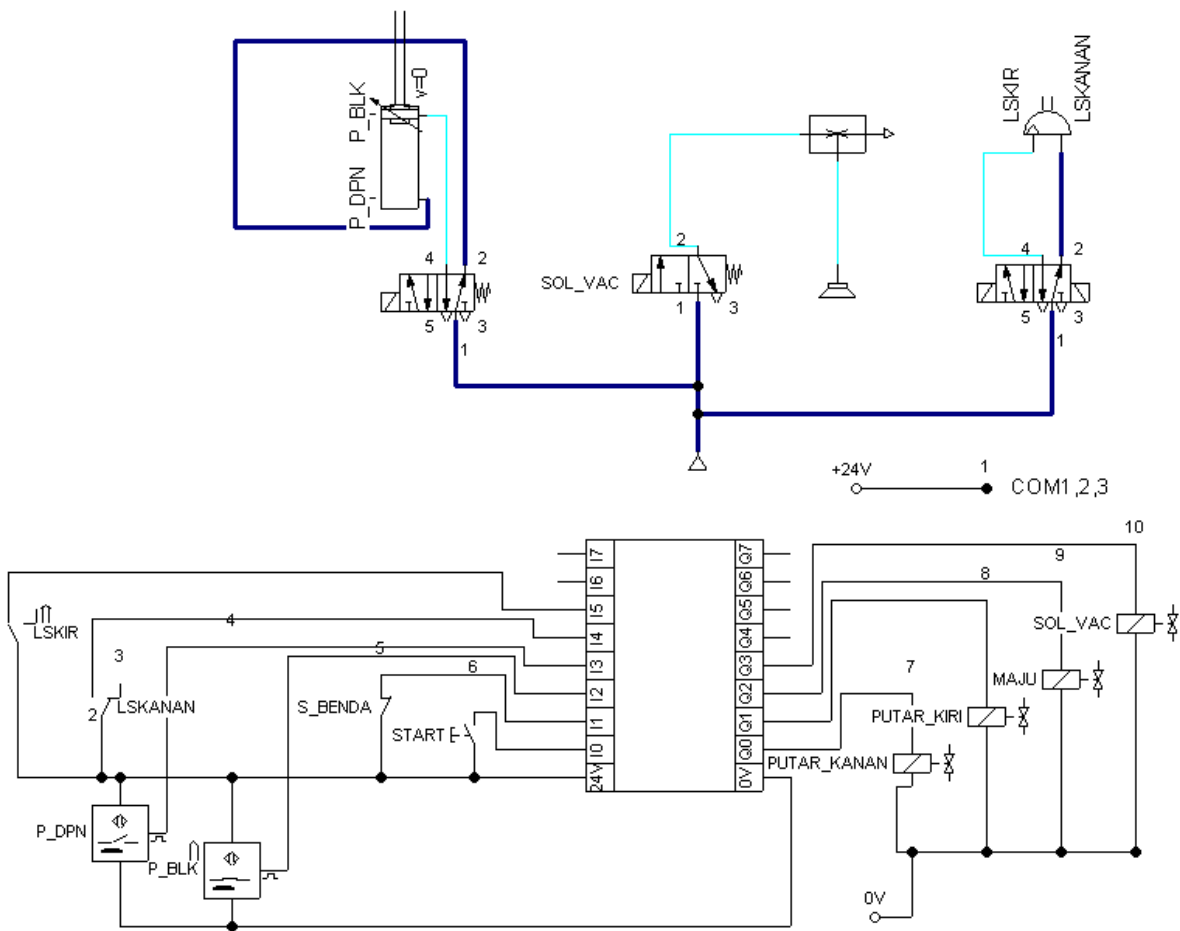 P_BLK
P_DPN
v=0
4
2
5
3
1
SOL_VAC
2
1
3
LSKIR
LSKANAN
4
2
5
3
1
+24V
1
COM1,2,3
I7
I6
I5
I4
I3
I2
I1
I0
24V
Q7
Q6
Q5
Q4
Q3
Q2
Q1
Q0
0V
LSKIR
4
3
2
LSKANAN
5
6
S_BENDA
START
P_DPN
P_BLK
10
9
8
7
SOL_VAC
MAJU
PUTAR_KIRI
PUTAR_KANAN
0V